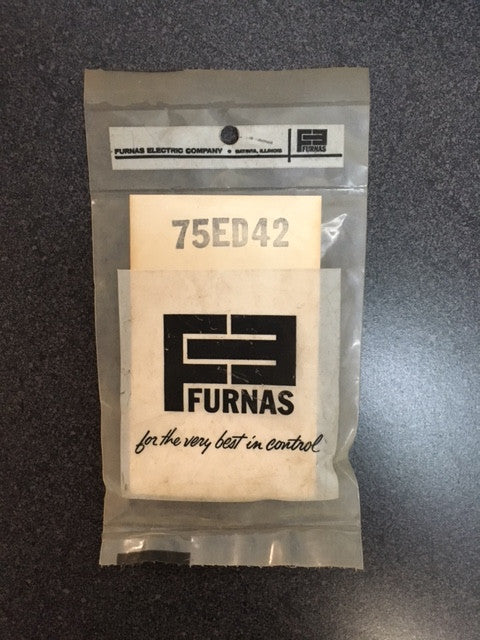 FURNAS ELECTRIC COMPANY • BATAVIA, ILLINOIS
FURNAS
75ED42
FURNAS
for the very best in control